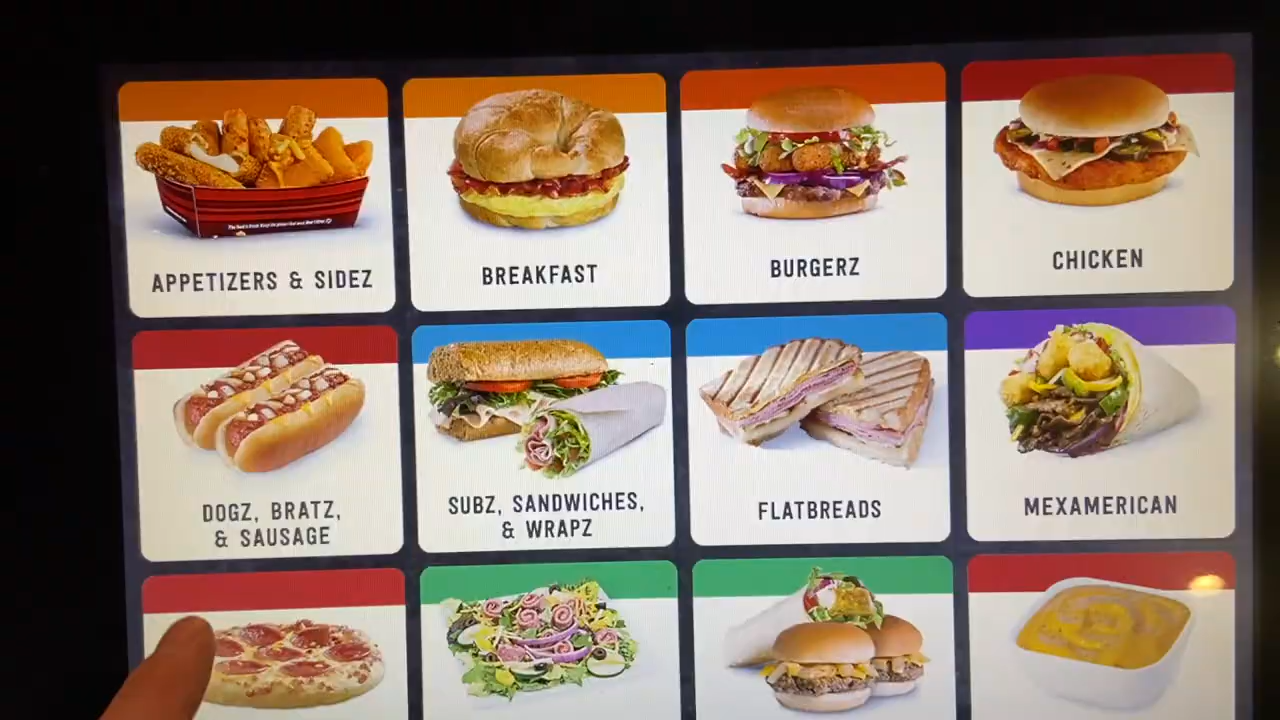 APPETIZERS & SIDEZ
BREAKFAST
BURGERZ
CHICKEN
DOGZ, BRATZ,
& SAUSAGE
SUBZ, SANDWICHES,
& WRAPZ
FLATBREADS
MEXAMERICAN